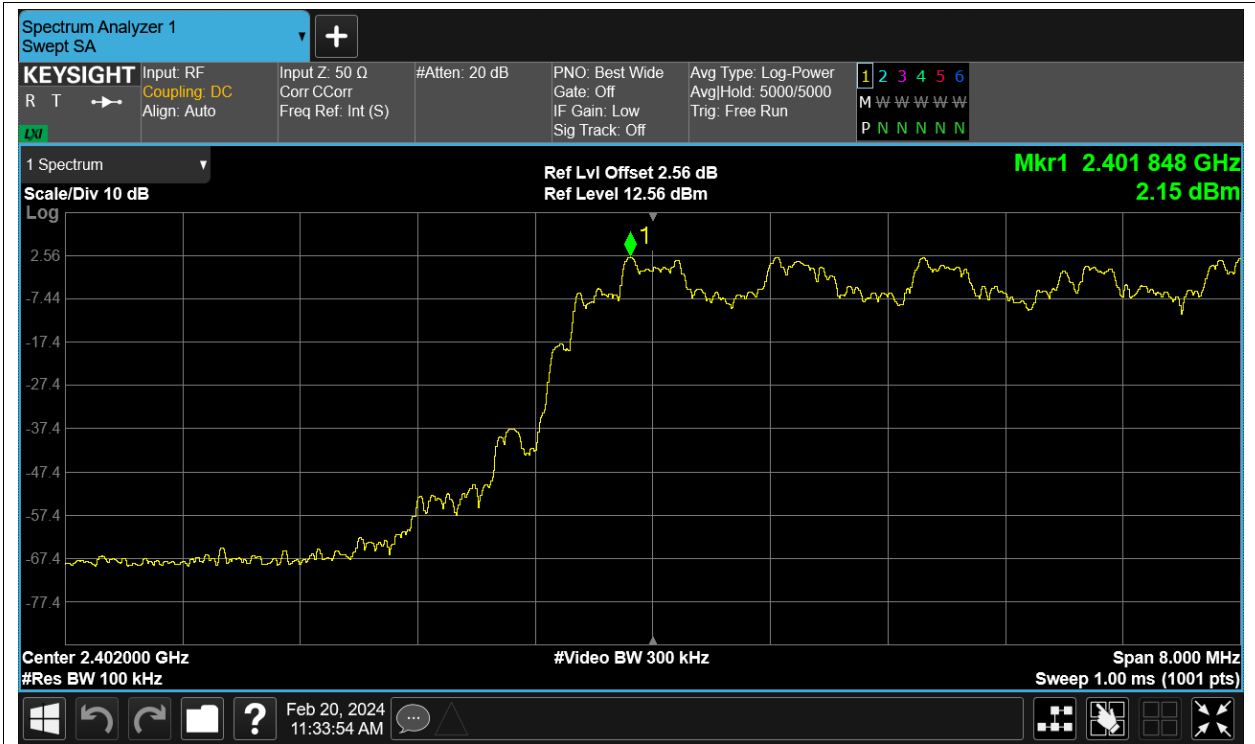 Spectrum Analyzer 1
Swept SA
KEYSIGHT
R T
LXI
Input: RF
Coupling: DC
Align: Auto
Input Z: 50 Ω
Corr CCorr
Freq Ref: Int (S)
#Atten: 20 dB
PNO: Best Wide
Gate: Off
IF Gain: Low
Sig Track: Off
Avg Type: Log-Power
Avg|Hold: 5000/5000
Trig: Free Run
1 2 3 4 5 6
M W W W W W
P N N N N N
1 Spectrum
Scale/Div 10 dB
Log
Ref Lvl Offset 2.56 dB
Ref Level 12.56 dBm
Mkr1 2.401 848 GHz
2.15 dBm
1
2.56
-7.44
-17.4
-27.4
-37.4
-47.4
-57.4
-67.4
-77.4
Center 2.402000 GHz
#Res BW 100 kHz
#Video BW 300 kHz
Span 8.000 MHz
Sweep 1.00 ms (1001 pts)
?
Feb 20, 2024
11:33:54 AM